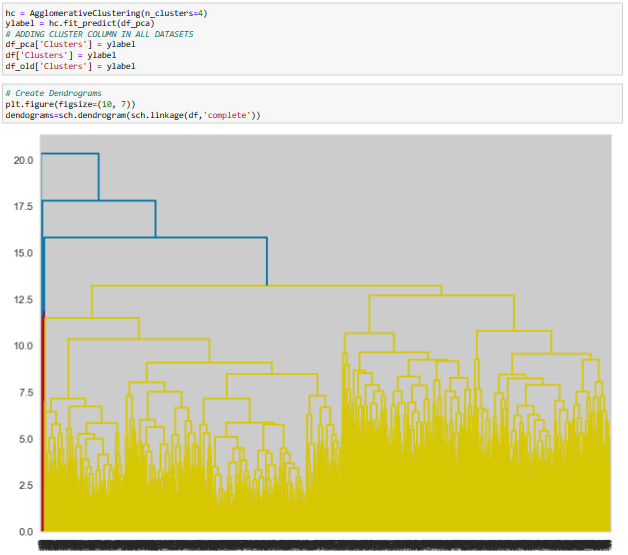 hc = AgglomerativeClustering(n_clusters=4)
ylabel = hc.fit_predict(df_pca)
# ADDING CLUSTER COLUMN IN ALL DATASETS
df_pca['Clusters'] = ylabel
df['Clusters'] = ylabel
df_old['Clusters'] = ylabel
# Create Dendrograms
plt.figure(figsize=(10, 7))
dendograms=sch.dendrogram(sch.linkage(df,'complete'))
20.0
17.5
15.0
12.5
10.0
7.5
5.0
2.5
0.0